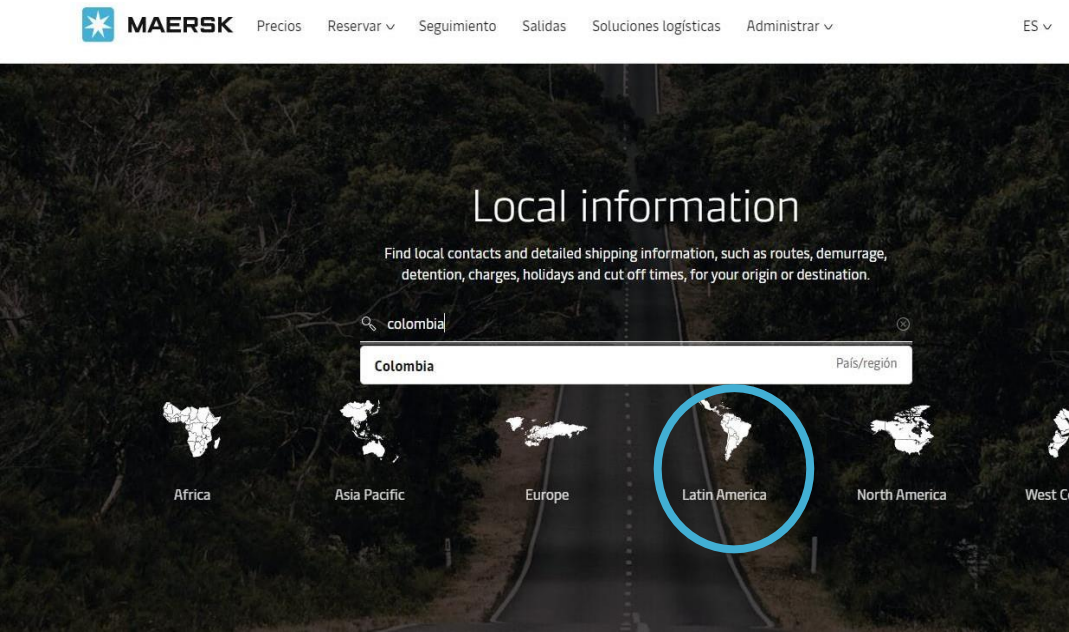 MAERSK Precios Reservar Seguimiento Salidas Soluciones logísticas Administrar ES
Local information
Find local contacts and detailed shipping information, such as routes, demurrage,
detention, charges, holidays and cut off times, for your origin or destination.
colombia
Colombia País/región
Africa Asia Pacific Europe Latin America North America West